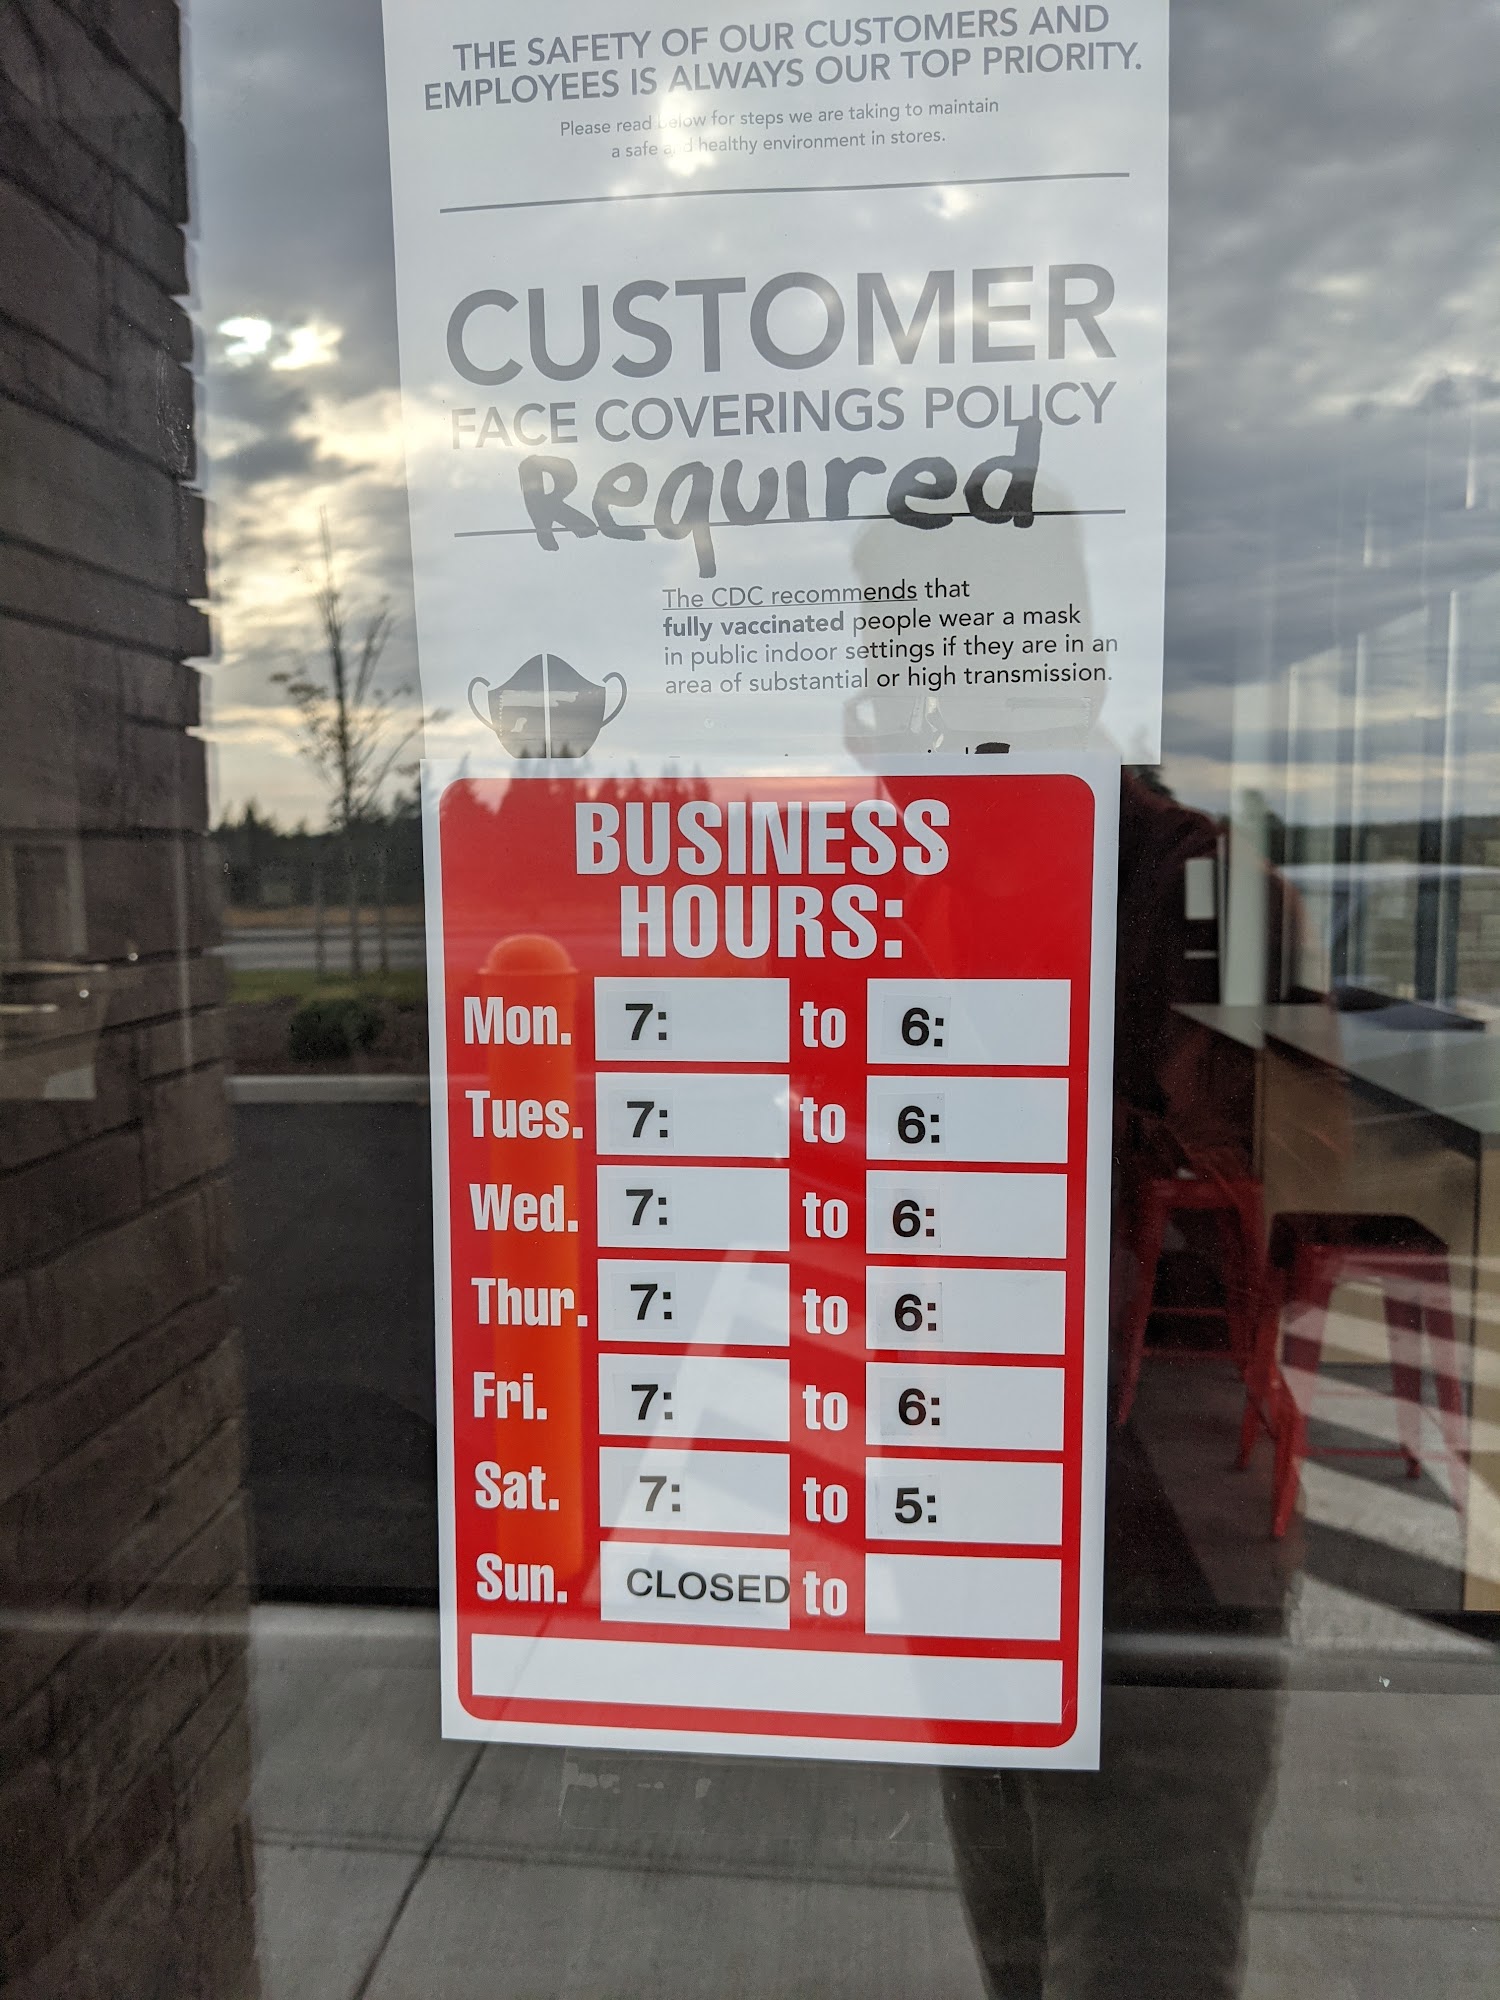 THE SAFETY OF OUR CUSTOMERS AND
EMPLOYEES IS ALWAYS OUR TOP PRIORITY.
Please read below for steps we are taking to maintain
a safe and healthy environment in stores.
CUSTOMER
FACE COVERINGS POLICY
Required
The CDC recommends that
fully vaccinated people wear a mask
in public indoor settings if they are in an
area of substantial or high transmission.
BUSINESS
HOURS:
Mon. 7: to 6:
Tues. 7: to 6:
Wed. 7: to 6:
Thur. 7: to 6:
Fri. 7: to 6:
Sat. 7: to 5:
Sun. CLOSED to